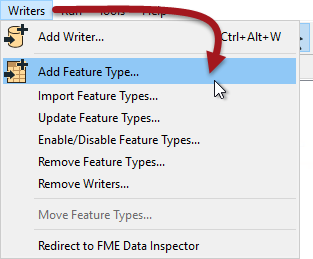 Writers Run Tools Help
Add Writer... Ctrl+Alt+W
Add Feature Type...
Import Feature Types...
Update Feature Types...
Enable/Disable Feature Types...
Remove Feature Types...
Remove Writers...
Move Feature Types...
Redirect to FME Data Inspector